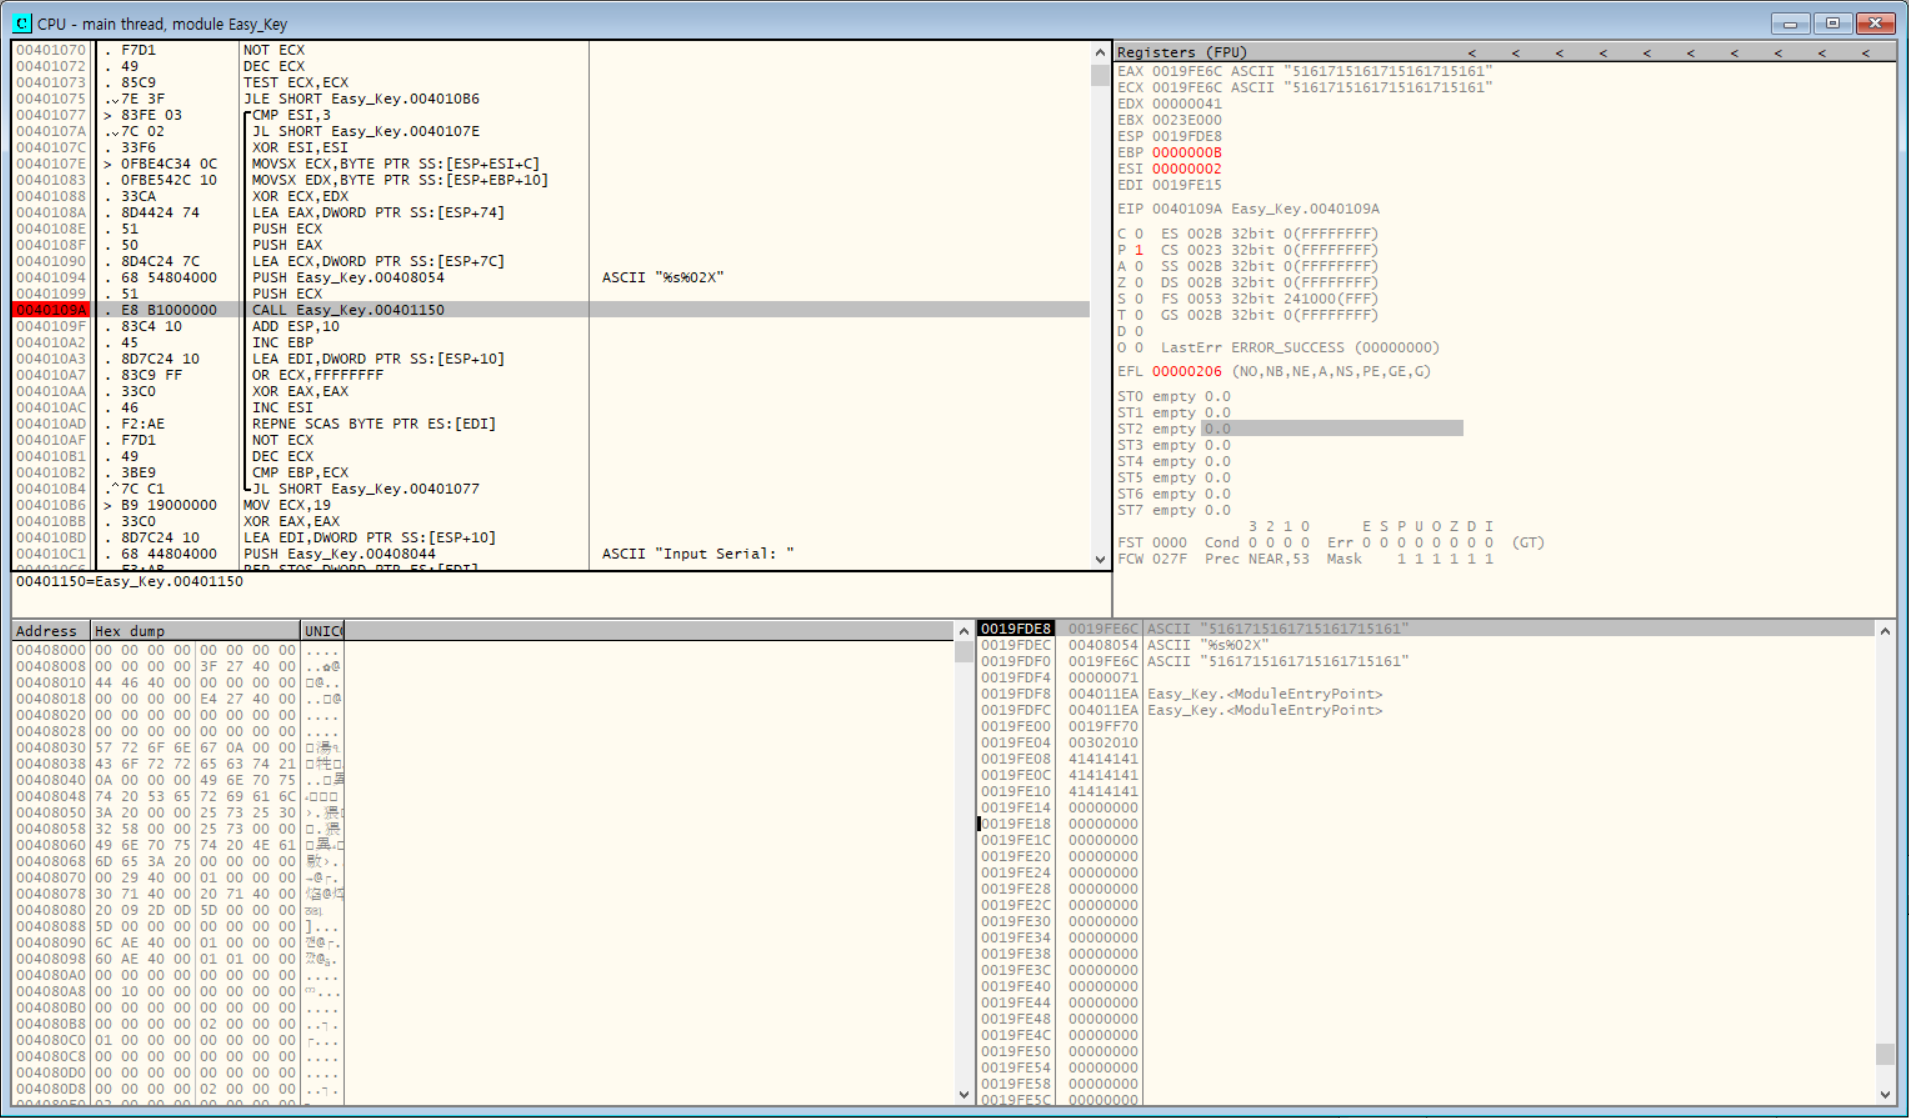 CPU - main thread, module Easy_Key
00401070 . F7D1 NOT ECX
00401072 . 49 DEC ECX
00401073 . 85C9 TEST ECX,ECX
00401075 .˅7E 3F JLE SHORT Easy_Key.004010B6
00401077 > 83FE 03 CMP ESI,3
0040107A .˅7C 02 JL SHORT Easy_Key.0040107E
0040107C . 33F6 XOR ESI,ESI
0040107E > 0FBE4C34 0C MOVSX ECX,BYTE PTR SS:[ESP+ESI+C]
00401083 . 0FBE542C 10 MOVSX EDX,BYTE PTR SS:[ESP+EBP+10]
00401088 . 33CA XOR ECX,EDX
0040108A . 8D4424 74 LEA EAX,DWORD PTR SS:[ESP+74]
0040108E . 51 PUSH ECX
0040108F . 50 PUSH EAX
00401090 . 8D4C24 7C LEA ECX,DWORD PTR SS:[ESP+7C]
00401094 . 68 54804000 PUSH Easy_Key.00408054 ASCII "%s%02X"
00401099 . 51 PUSH ECX
0040109A . E8 B1000000 CALL Easy_Key.00401150
0040109F . 83C4 10 ADD ESP,10
004010A2 . 45 INC EBP
004010A3 . 8D7C24 10 LEA EDI,DWORD PTR SS:[ESP+10]
004010A7 . 83C9 FF OR ECX,FFFFFFFF
004010AA . 33C0 XOR EAX,EAX
004010AC . 46 INC ESI
004010AD . F2:AE REPNE SCAS BYTE PTR ES:[EDI]
004010AF . F7D1 NOT ECX
004010B1 . 49 DEC ECX
004010B2 . 3BE9 CMP EBP,ECX
004010B4 .^7C C1 JL SHORT Easy_Key.00401077
004010B6 > B9 19000000 MOV ECX,19
004010BB . 33C0 XOR EAX,EAX
004010BD . 8D7C24 10 LEA EDI,DWORD PTR SS:[ESP+10]
004010C1 . 68 44804000 PUSH Easy_Key.00408044 ASCII "Input Serial: "
004010C6 . F3:AB REP STOS DWORD PTR ES:[EDI]
00401150=Easy_Key.00401150
Registers (FPU) < < < < < < < < < <
EAX 0019FE6C ASCII "5161715161715161715161"
ECX 0019FE6C ASCII "5161715161715161715161"
EDX 00000041
EBX 0023E000
ESP 0019FDE8
EBP 0000000B
ESI 00000002
EDI 0019FE15
EIP 0040109A Easy_Key.0040109A
C 0 ES 002B 32bit 0(FFFFFFFF)
P 1 CS 0023 32bit 0(FFFFFFFF)
A 0 SS 002B 32bit 0(FFFFFFFF)
Z 0 DS 002B 32bit 0(FFFFFFFF)
S 0 FS 0053 32bit 241000(FFF)
T 0 GS 002B 32bit 0(FFFFFFFF)
D 0
O 0 LastErr ERROR_SUCCESS (00000000)
EFL 00000206 (NO,NB,NE,A,NS,PE,GE,G)
ST0 empty 0.0
ST1 empty 0.0
ST2 empty 0.0
ST3 empty 0.0
ST4 empty 0.0
ST5 empty 0.0
ST6 empty 0.0
ST7 empty 0.0
3 2 1 0 E S P U O Z D I
FST 0000 Cond 0 0 0 0 Err 0 0 0 0 0 0 0 0 (GT)
FCW 027F Prec NEAR,53 Mask 1 1 1 1 1 1
Address Hex dump UNIC
00408000 00 00 00 00 00 00 00 00 ....
00408008 00 00 00 00 3F 27 40 00
00408010 44 46 40 00 00 00 00 00
00408018 00 00 00 00 E4 27 40 00
00408020 00 00 00 00 00 00 00 00 ....
00408028 00 00 00 00 00 00 00 00 ....
00408030 57 72 6F 6E 67 0A 00 00
00408038 43 6F 72 72 65 63 74 21
00408040 0A 00 00 00 49 6E 70 75
00408048 74 20 53 65 72 69 61 6C
00408050 3A 20 00 00 25 73 25 30
00408058 32 58 00 00 25 73 00 00
00408060 49 6E 70 75 74 20 4E 61
00408068 6D 65 3A 20 00 00 00 00
00408070 00 29 40 00 01 00 00 00
00408078 30 71 40 00 20 71 40 00
00408080 20 09 2D 0D 5D 00 00 00
00408088 5D 00 00 00 00 00 00 00 ]...
00408090 6C AE 40 00 01 00 00 00
00408098 60 AE 40 00 01 01 00 00
004080A0 00 00 00 00 00 00 00 00 ....
004080A8 00 10 00 00 00 00 00 00
004080B0 00 00 00 00 00 00 00 00 ....
004080B8 00 00 00 00 02 00 00 00
004080C0 01 00 00 00 00 00 00 00
004080C8 00 00 00 00 00 00 00 00 ....
004080D0 00 00 00 00 00 00 00 00 ....
004080D8 00 00 00 00 02 00 00 00
0019FDE8 0019FE6C ASCII "5161715161715161715161"
0019FDEC 00408054 ASCII "%s%02X"
0019FDF0 0019FE6C ASCII "5161715161715161715161"
0019FDF4 00000071
0019FDF8 004011EA Easy_Key.<ModuleEntryPoint>
0019FDFC 004011EA Easy_Key.<ModuleEntryPoint>
0019FE00 0019FF70
0019FE04 00302010
0019FE08 41414141
0019FE0C 41414141
0019FE10 41414141
0019FE14 00000000
0019FE18 00000000
0019FE1C 00000000
0019FE20 00000000
0019FE24 00000000
0019FE28 00000000
0019FE2C 00000000
0019FE30 00000000
0019FE34 00000000
0019FE38 00000000
0019FE3C 00000000
0019FE40 00000000
0019FE44 00000000
0019FE48 00000000
0019FE4C 00000000
0019FE50 00000000
0019FE54 00000000
0019FE58 00000000
0019FE5C 00000000